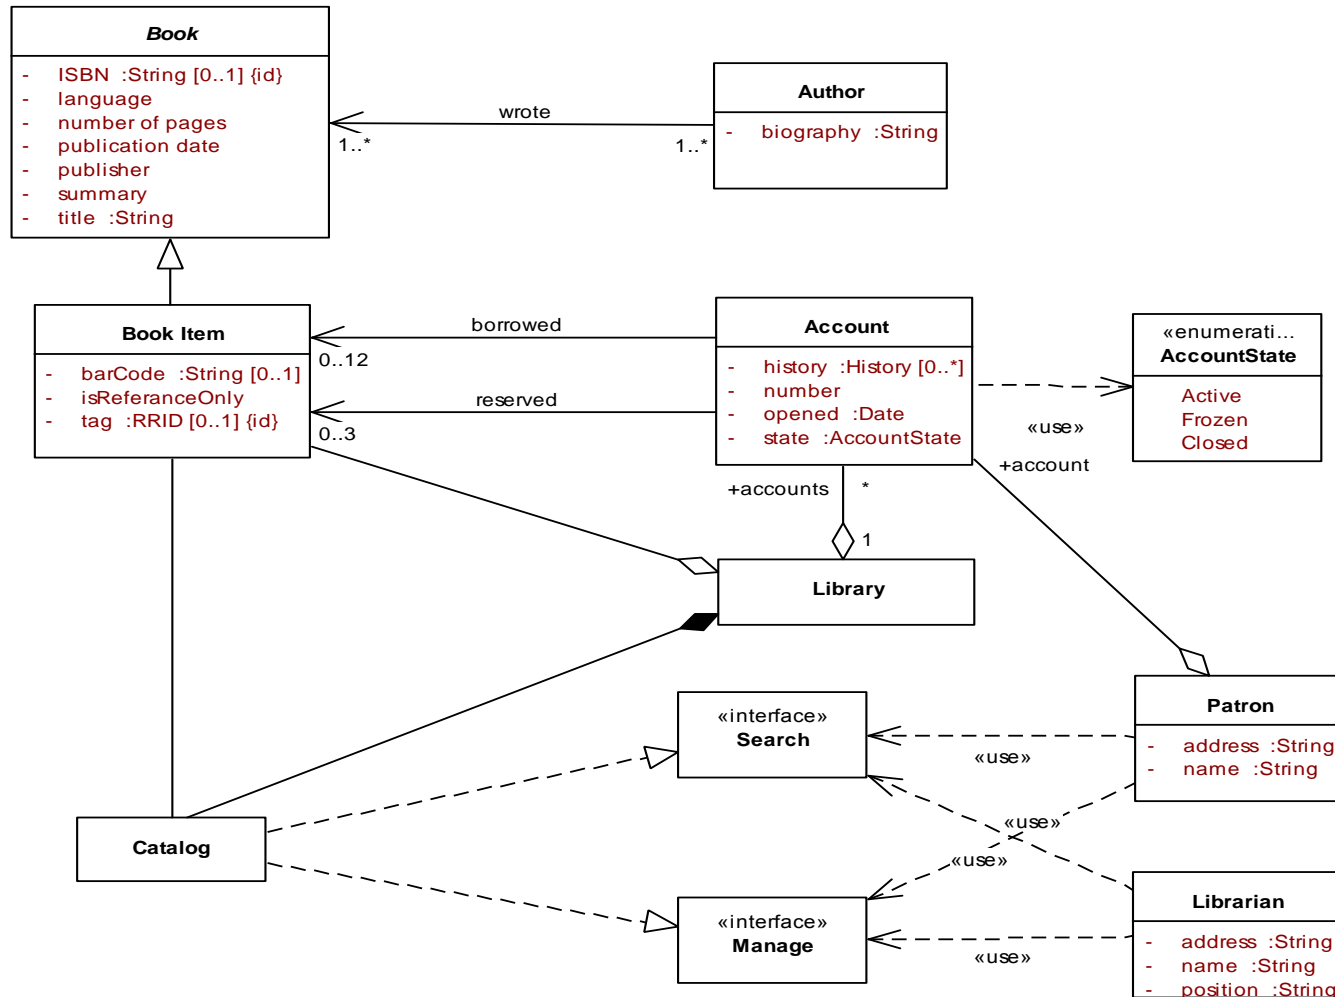 Book
- ISBN :String [0..1] {id}
- language
- number of pages
- publication date
- publisher
- summary
- title :String
wrote
1..*
1..*
Author
- biography :String
Book Item
- barCode :String [0..1]
- isReferanceOnly
- tag :RRID [0..1] {id}
borrowed
0..12
reserved
0..3
Account
- history :History [0..*]
- number
- opened :Date
- state :AccountState
«enumerati...
AccountState
Active
Frozen
Closed
«use»
+account
+accounts
*
1
Library
«interface»
Search
«use»
Patron
- address :String
- name :String
«use»
«use»
Catalog
«interface»
Manage
«use»
Librarian
- address :String
- name :String
- position :String